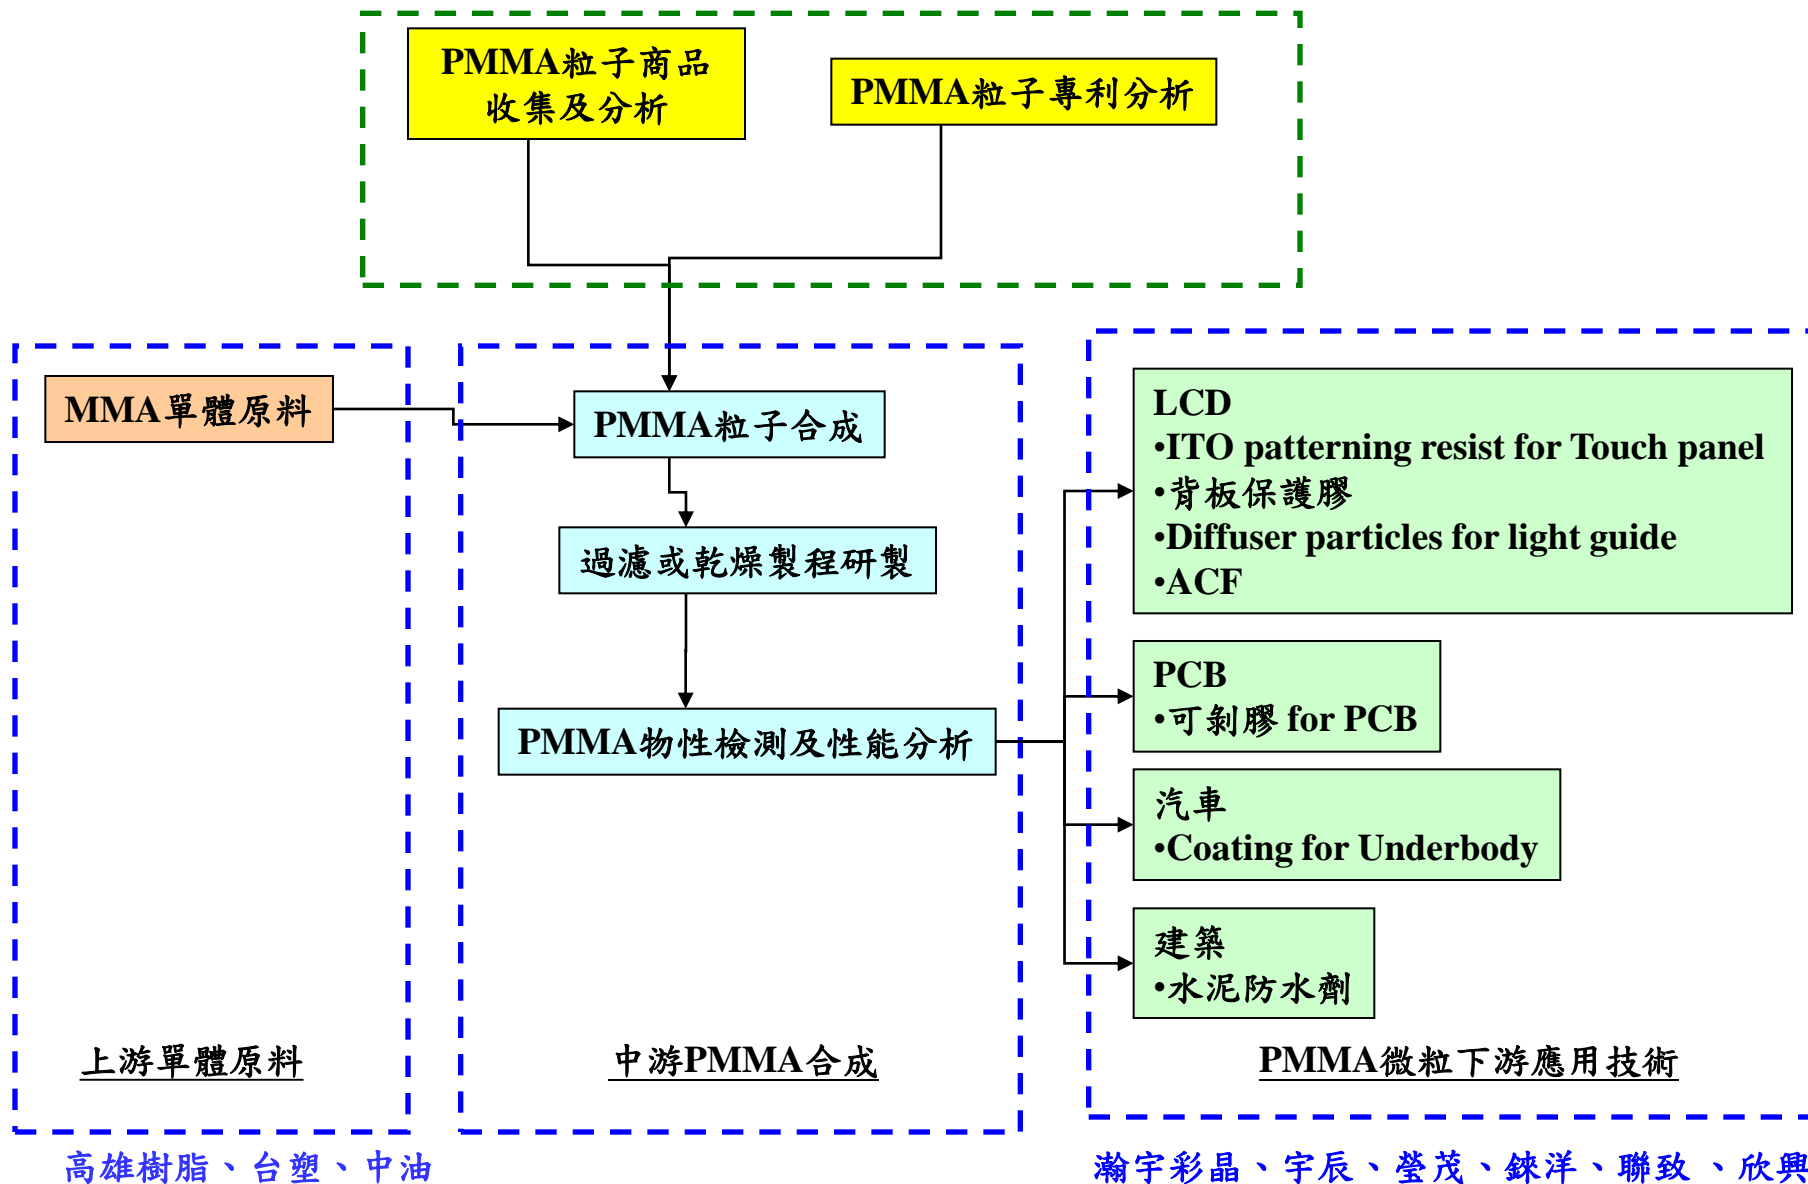 PMMA粒子商品
收集及分析
PMMA粒子專利分析
MMA單體原料
PMMA粒子合成
過濾或乾燥製程研製
PMMA物性檢測及性能分析
LCD
•ITO patterning resist for Touch panel
•背板保護膠
•Diffuser particles for light guide
•ACF
PCB
•可剝膠 for PCB
汽車
•Coating for Underbody
建築
•水泥防水劑
上游單體原料
中游PMMA合成
PMMA微粒下游應用技術
高雄樹脂、台塑、中油
瀚宇彩晶、宇辰、瑩茂、錸洋、聯致、欣興